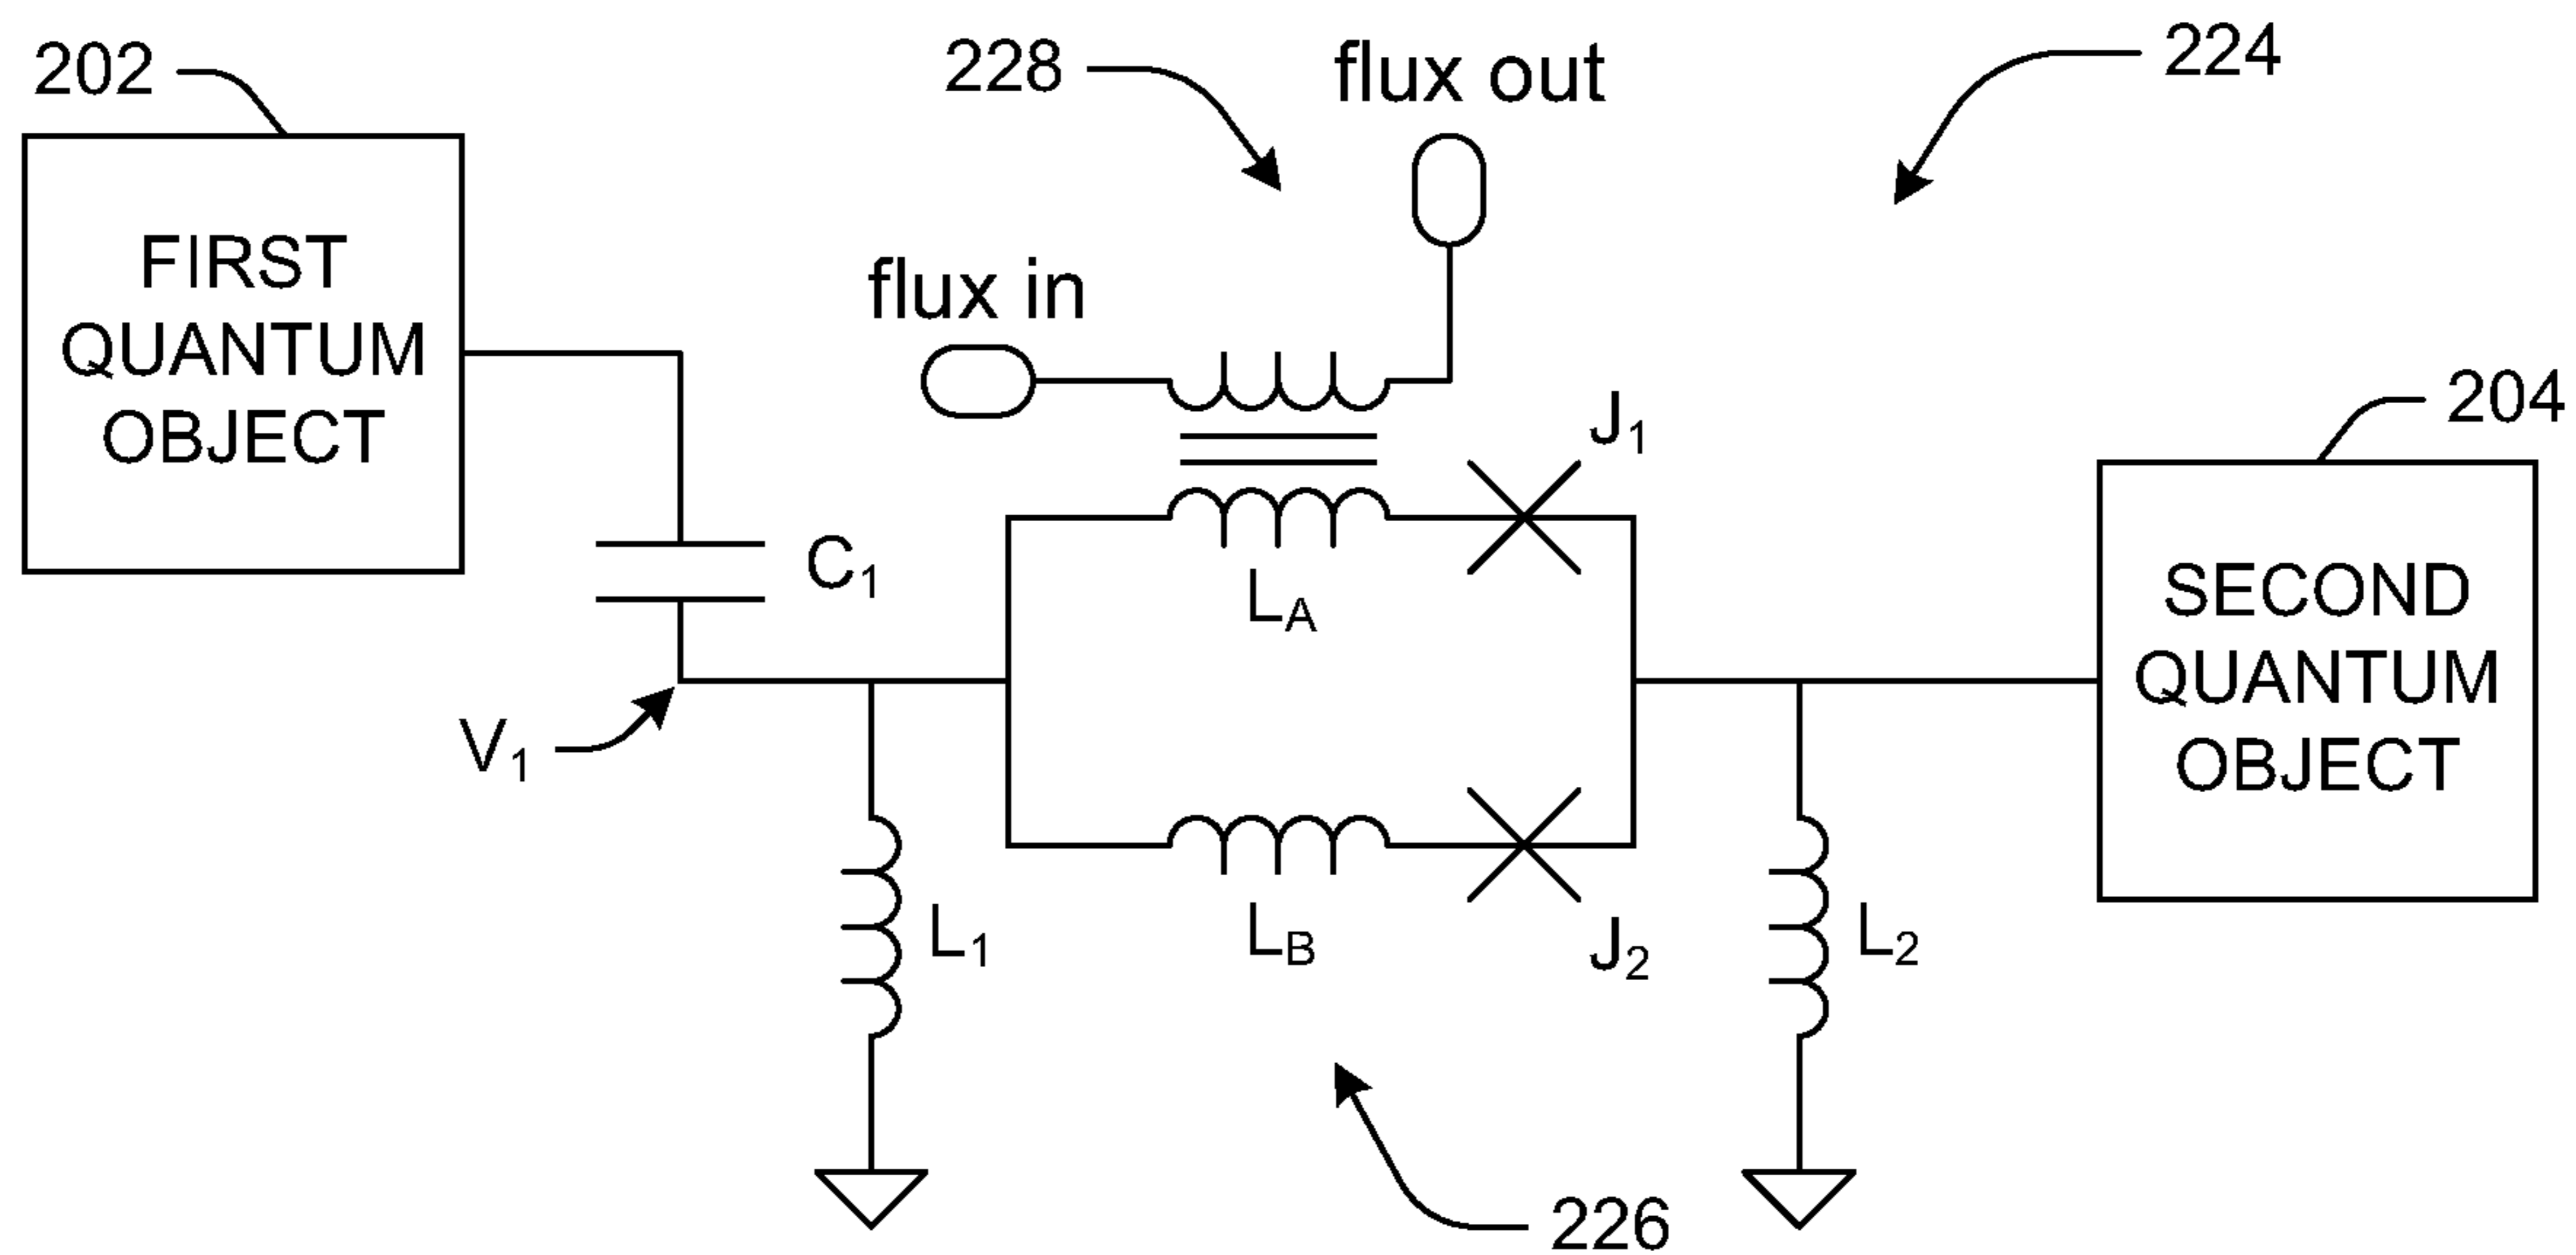 202
228
flux out
224
FIRST
QUANTUM
OBJECT
flux in
204
J1
C1
LA
SECOND
QUANTUM
OBJECT
V1
L1
LB
J2
L2
226